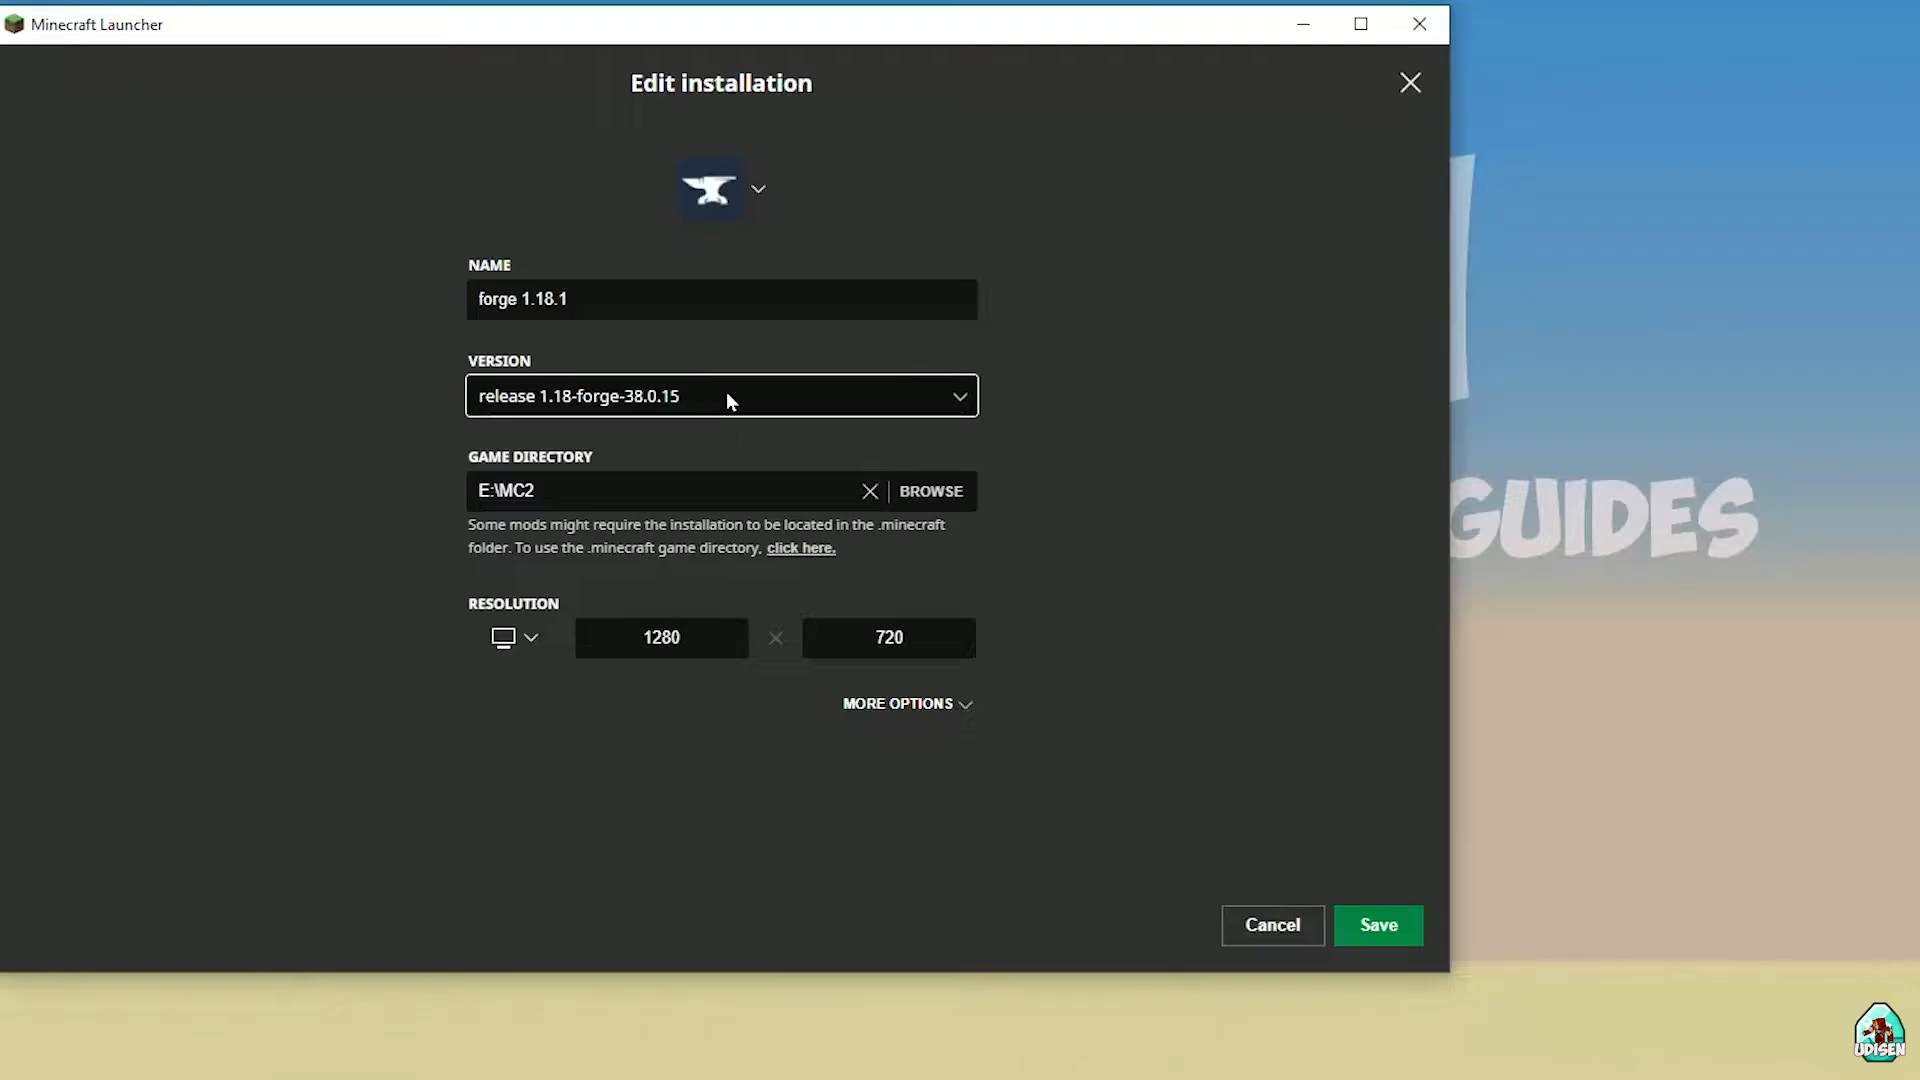 Minecraft Launcher
Edit installation
NAME
forge 1.18.1
VERSION
release 1.18-forge-38.0.15
GAME DIRECTORY
E:\MC2
BROWSE
Some mods might require the installation to be located in the .minecraft
folder. To use the .minecraft game directory, click here.
RESOLUTION
1280
720
MORE OPTIONS
Cancel
Save
GUIDES
UDISEN